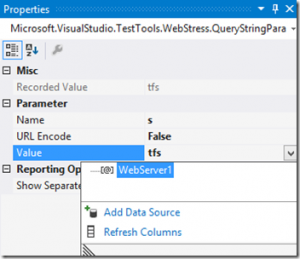 Properties
Microsoft.VisualStudio.TestTools.WebStress.QueryStringPara
Misc
Recorded Value tfs
Parameter
Name s
URL Encode False
Value tfs
Reporting Op
Show Separate
WebServer1
Add Data Source
Refresh Columns